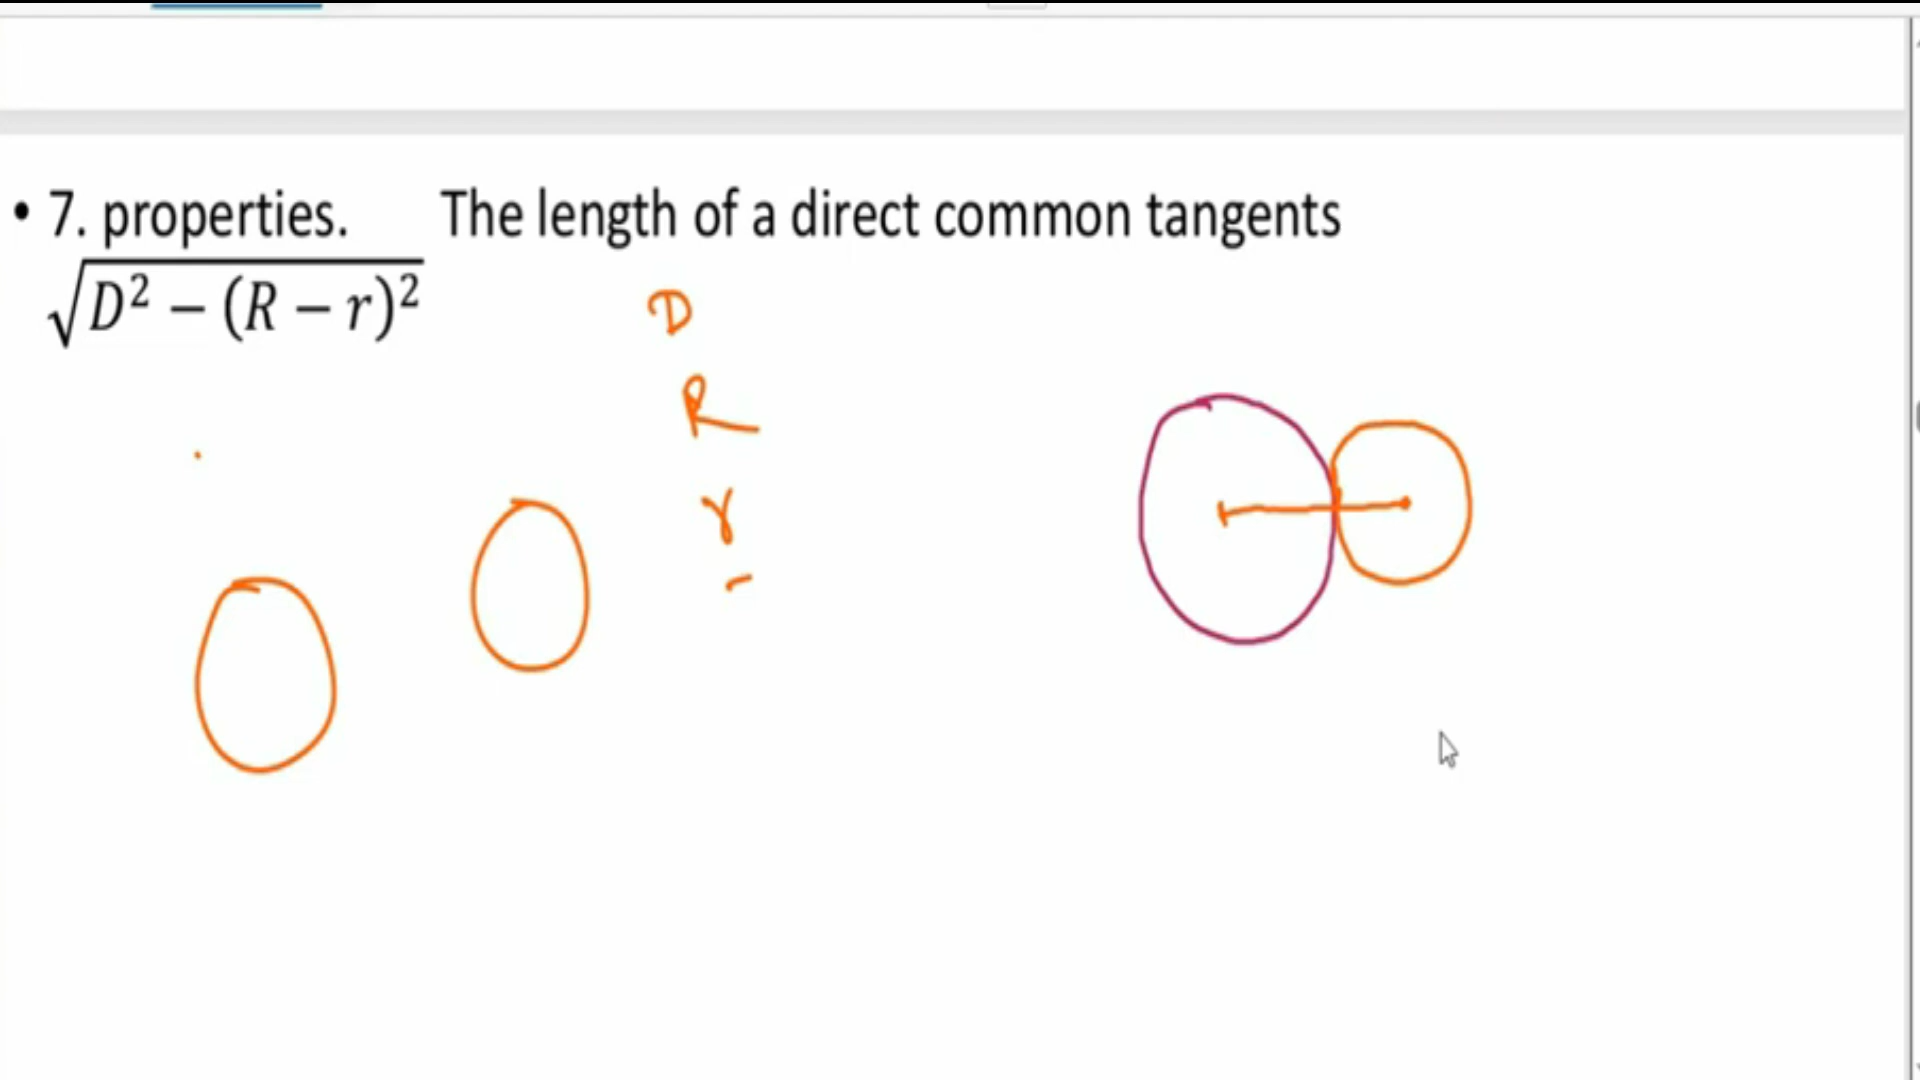 • 7. properties. The length of a direct common tangents
√D² − (R − r)²
D
R
r